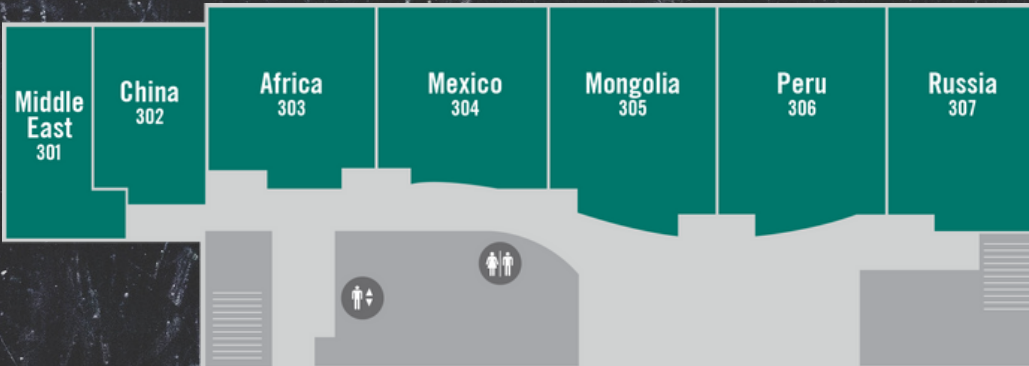 Middle
East
301
China
302
Africa
303
Mexico
304
Mongolia
305
Peru
306
Russia
307